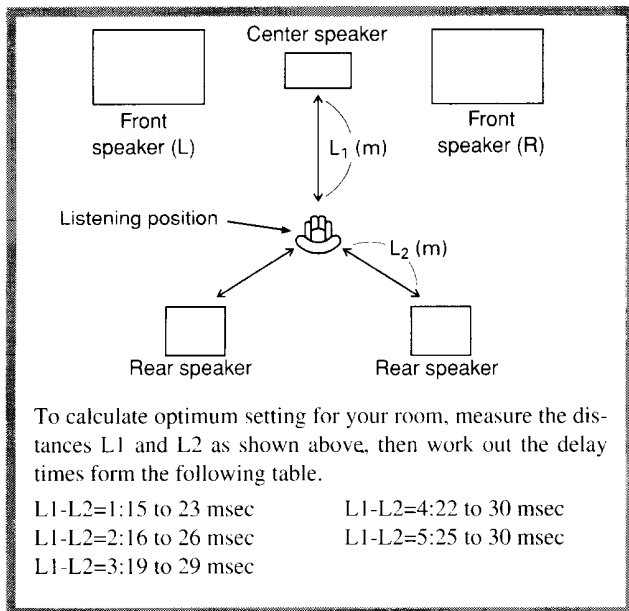 Center speaker
Front
speaker (L)
Front
speaker (R)
L1 (m)
Listening position
L2 (m)
Rear speaker
Rear speaker
To calculate optimum setting for your room, measure the dis-
tances L1 and L2 as shown above, then work out the delay
times form the following table.
L1-L2=1:15 to 23 msec
L1-L2=2:16 to 26 msec
L1-L2=3:19 to 29 msec
L1-L2=4:22 to 30 msec
L1-L2=5:25 to 30 msec